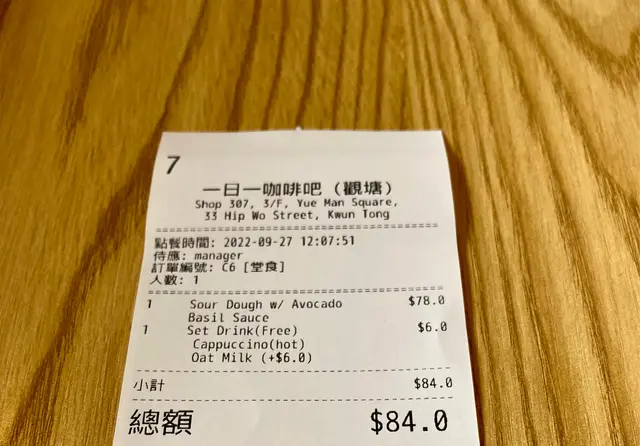 7
一日一咖啡吧 (觀塘)
Shop 307, 3/F, Yue Man Square,
33 Hip Wo Street, Kwun Tong
點餐時間: 2022-09-27 12:07:51
侍應: manager
訂單編號: C6 [堂食]
人數: 1
1 Sour Dough w/ Avocado $78.0
Basil Sauce
1 Set Drink(Free) $6.0
Cappuccino(hot)
Oat Milk (+$6.0)
小計 $84.0
總額 $84.0